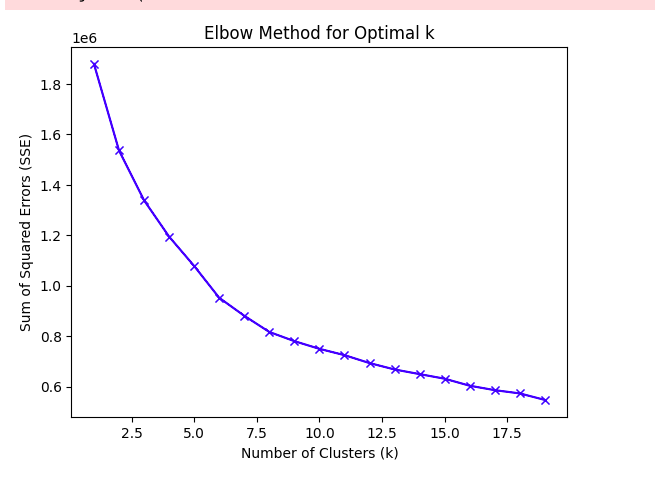 1e6
Elbow Method for Optimal k
1.8
1.6
1.4
1.2
1.0
0.8
0.6
Sum of Squared Errors (SSE)
2.5 5.0 7.5 10.0 12.5 15.0 17.5
Number of Clusters (k)